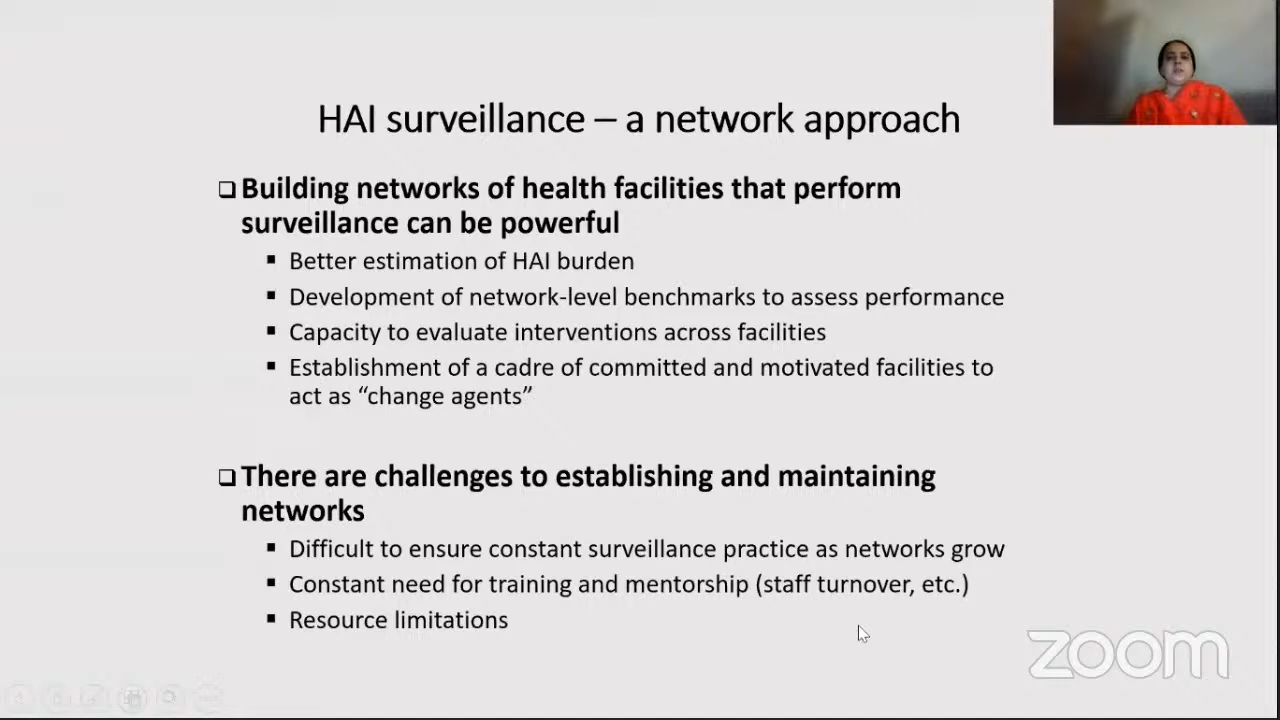 HAI surveillance – a network approach
Building networks of health facilities that perform
surveillance can be powerful
Better estimation of HAI burden
Development of network-level benchmarks to assess performance
Capacity to evaluate interventions across facilities
Establishment of a cadre of committed and motivated facilities to
act as “change agents”
There are challenges to establishing and maintaining
networks
Difficult to ensure constant surveillance practice as networks grow
Constant need for training and mentorship (staff turnover, etc.)
Resource limitations
zoom